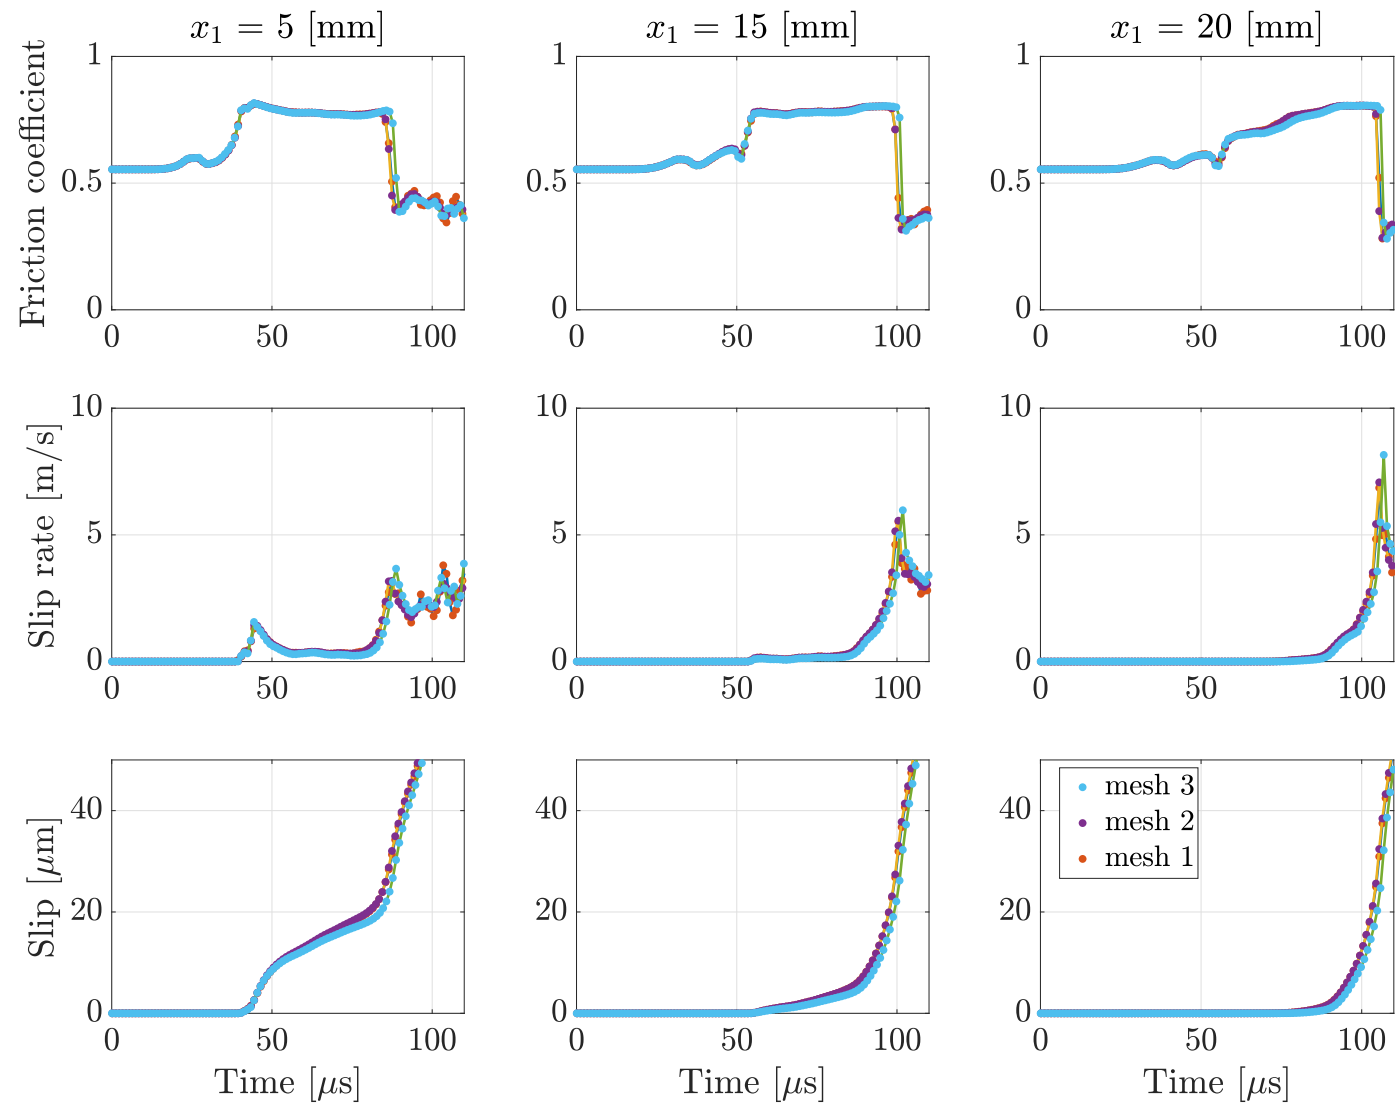 x₁ = 5 [mm]
x₁ = 15 [mm]
x₁ = 20 [mm]
Friction coefficient
1
0.5
0
0 50 100
1
0.5
0
0 50 100
1
0.5
0
0 50 100
Slip rate [m/s]
10
5
0
0 50 100
10
5
0
0 50 100
10
5
0
0 50 100
Slip [μm]
40
20
0
0 50 100
Time [μs]
40
20
0
0 50 100
Time [μs]
40
20
0
0 50 100
Time [μs]
mesh 3
mesh 2
mesh 1